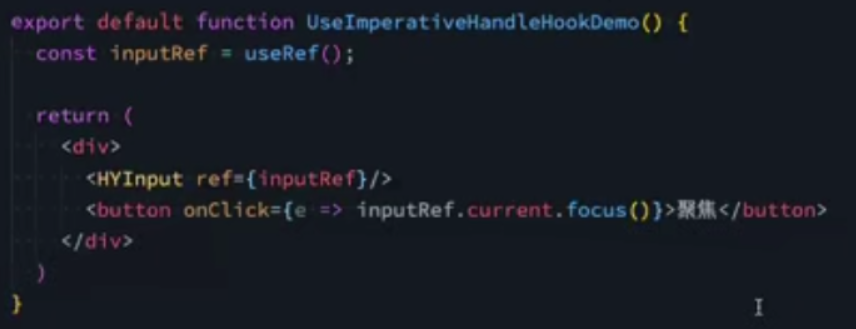 export default function UseImperativeHandleHookDemo() {
const inputRef = useRef();
return (
<div>
<HYInput ref={inputRef}/>
<button onClick={e => inputRef.current.focus()}>聚焦</button>
</div>
)
}